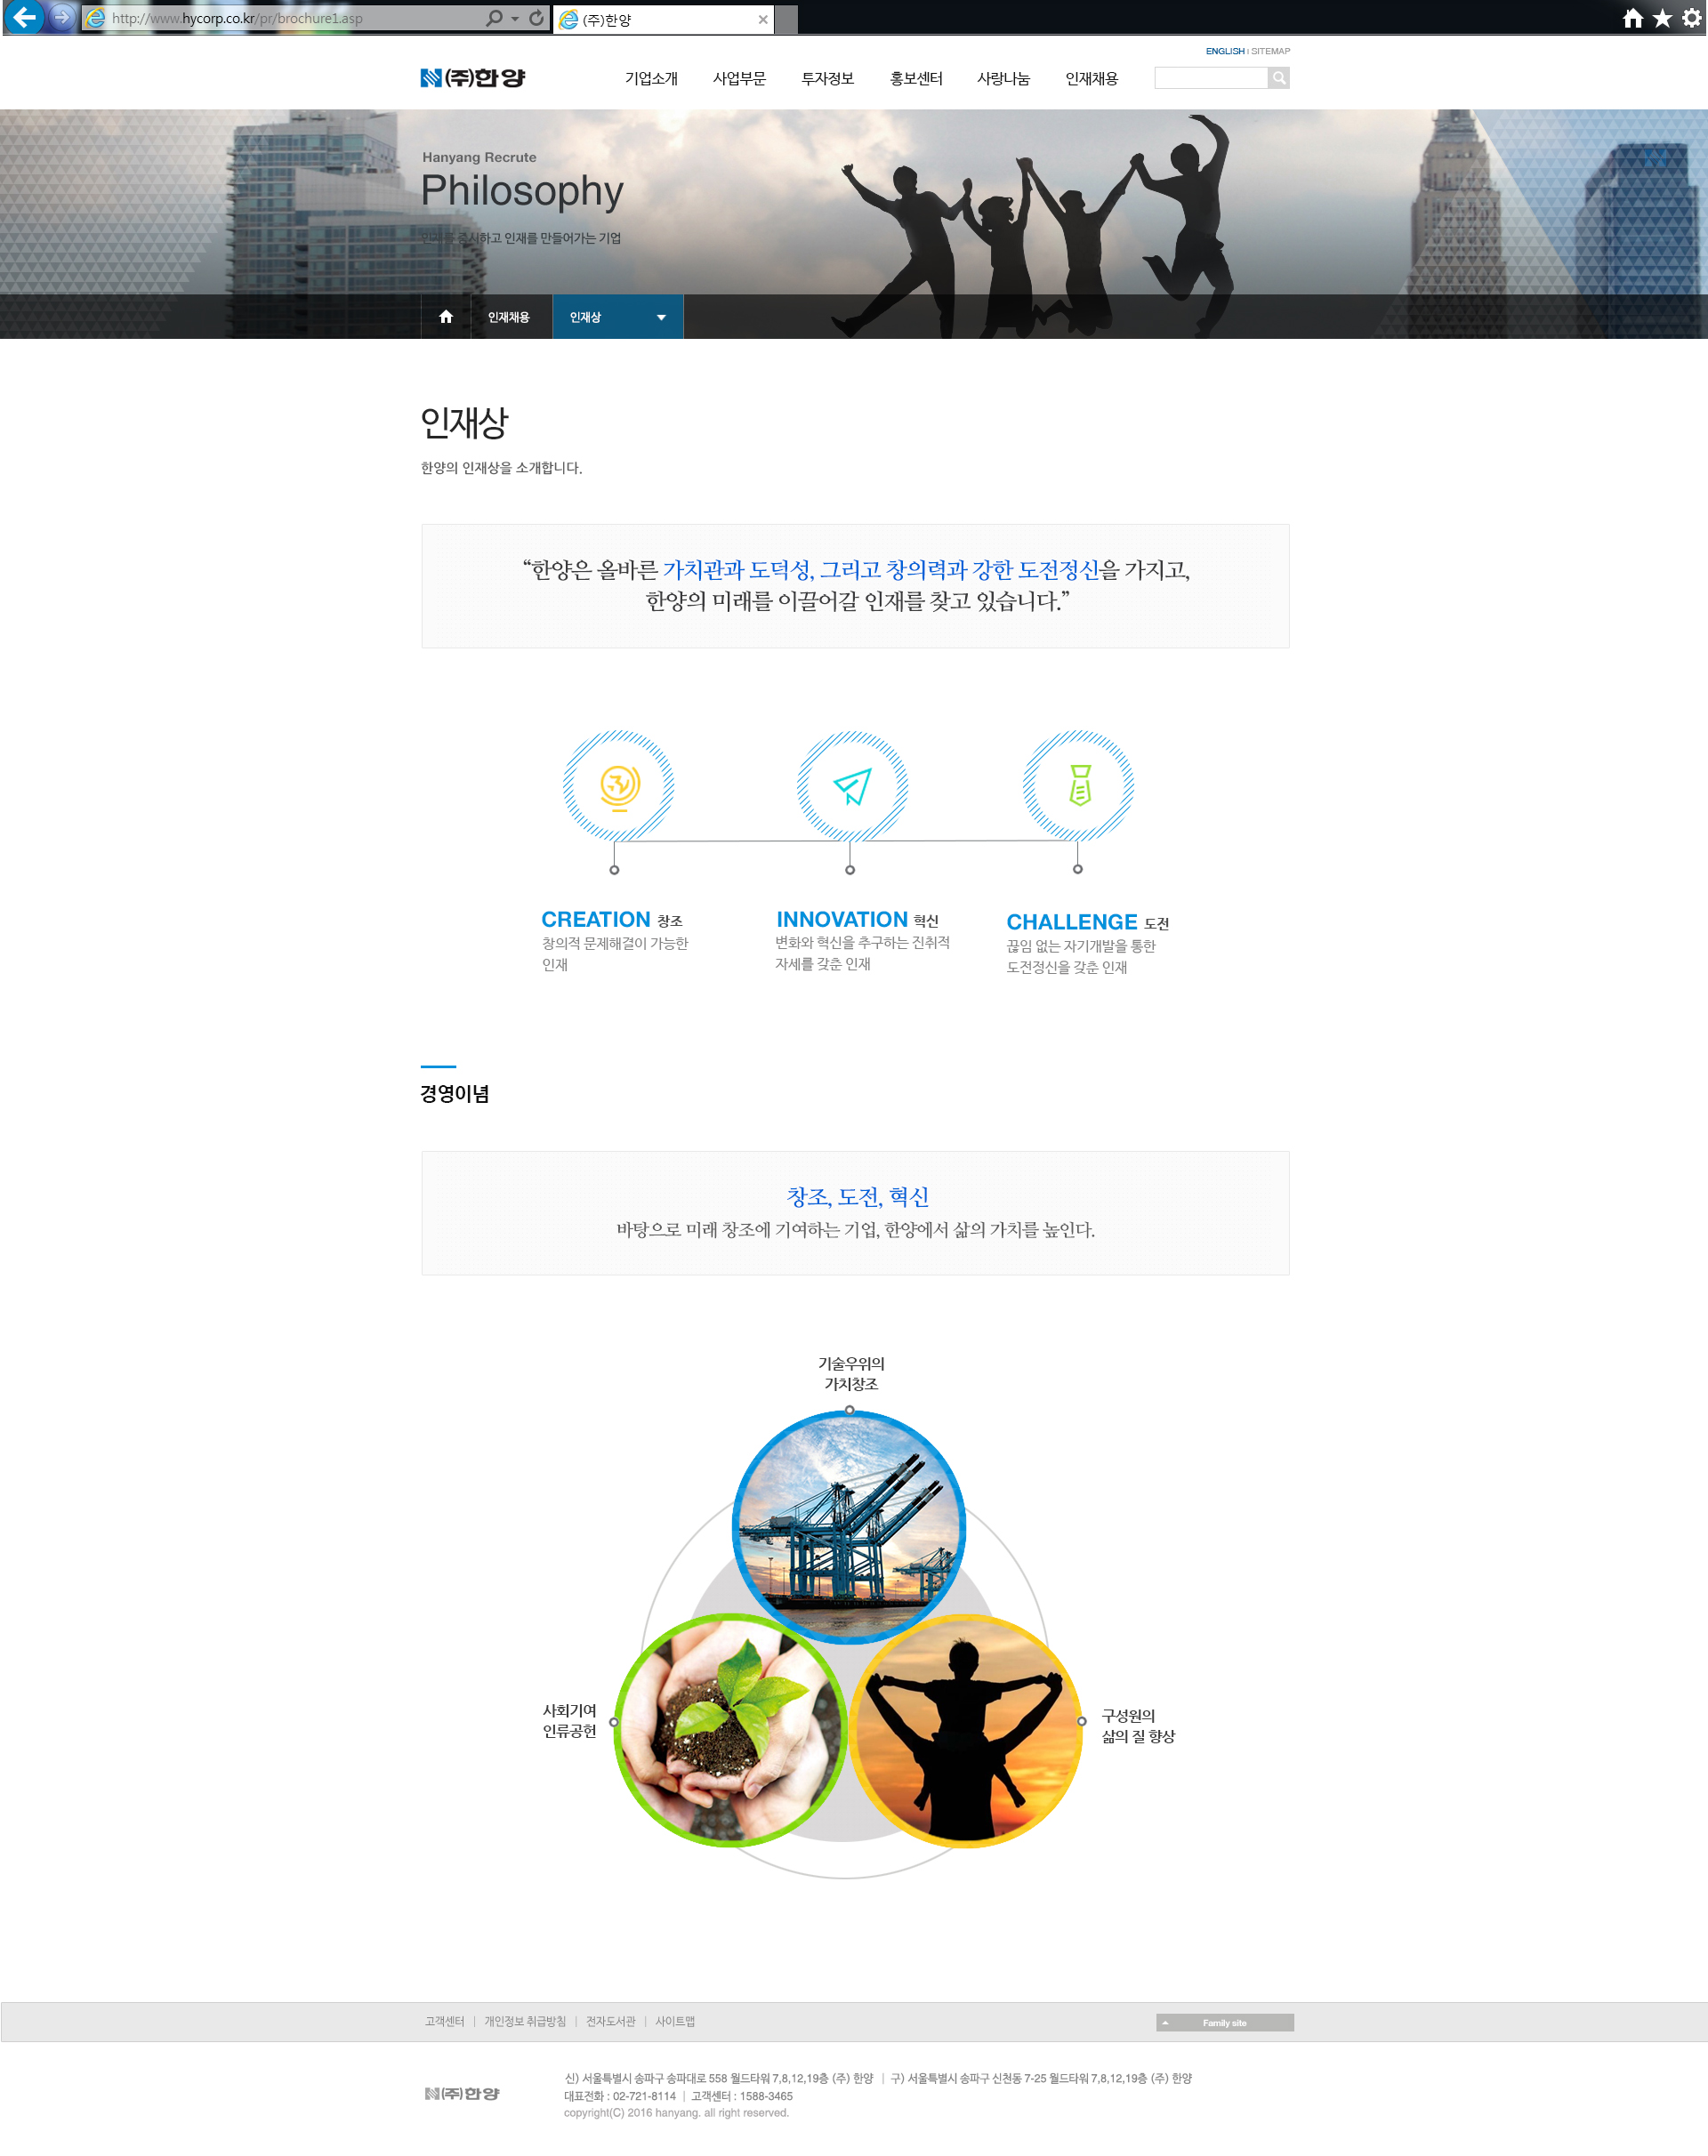 http://www.hycorp.co.kr/pr/brochure1.asp
(주)한양
ENGLISH | SITEMAP
(주)한양
기업소개 사업부문 투자정보 홍보센터 사랑나눔 인재채용
Hanyang Recrute
Philosophy
인재를 중시하고 인재를 만들어가는 기업
인재채용 인재상
인재상
한양의 인재상을 소개합니다.
“한양은 올바른 가치관과 도덕성, 그리고 창의력과 강한 도전정신을 가지고,
한양의 미래를 이끌어갈 인재를 찾고 있습니다.”
CREATION 창조
창의적 문제해결이 가능한
인재
INNOVATION 혁신
변화와 혁신을 추구하는 진취적
자세를 갖춘 인재
CHALLENGE 도전
끊임 없는 자기개발을 통한
도전정신을 갖춘 인재
경영이념
창조, 도전, 혁신
바탕으로 미래 창조에 기여하는 기업, 한양에서 삶의 가치를 높인다.
기술우위의
가치창조
사회기여
인류공헌
구성원의
삶의 질 향상
고객센터 | 개인정보 취급방침 | 전자도서관 | 사이트맵
Family site
(주)한양
신) 서울특별시 송파구 송파대로 558 월드타워 7,8,12,19층 (주) 한양 | 구) 서울특별시 송파구 신천동 7-25 월드타워 7,8,12,19층 (주) 한양
대표전화 : 02-721-8114 | 고객센터 : 1588-3465
copyright(C) 2016 hanyang. all right reserved.